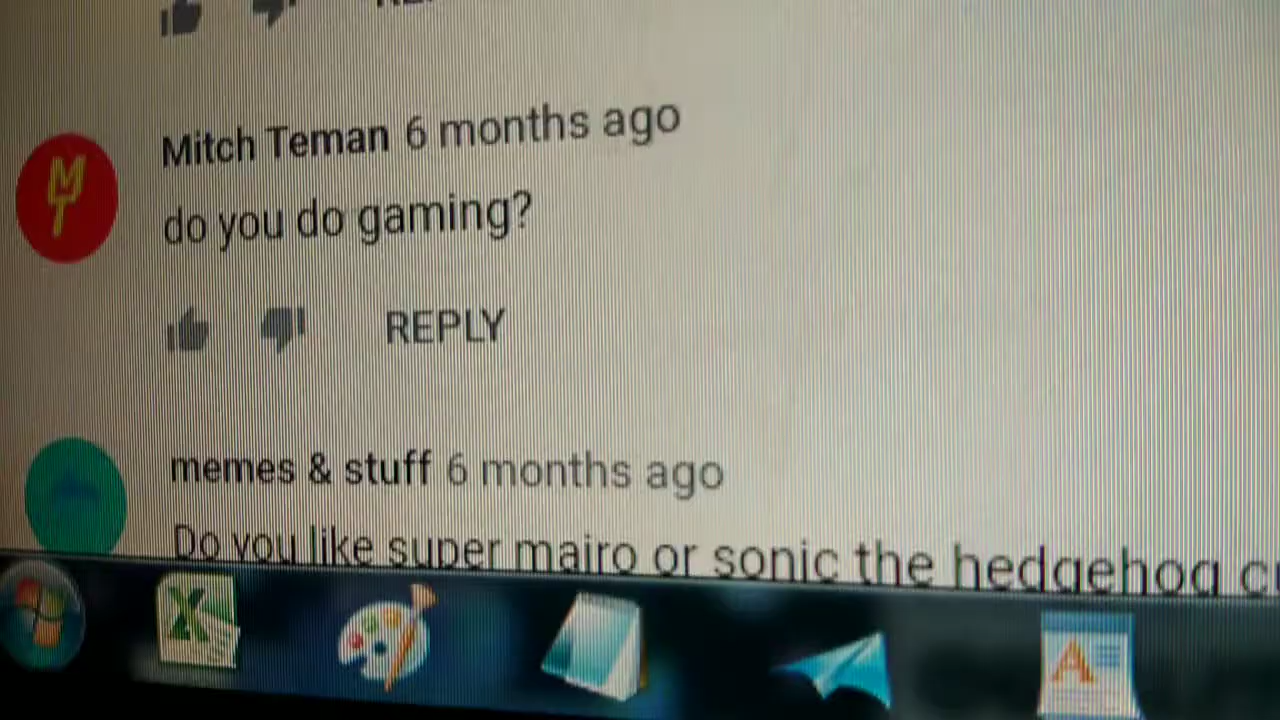 Mitch Teman 6 months ago
do you do gaming?
REPLY
memes & stuff 6 months ago
Do you like super mairo or sonic the hedgehog